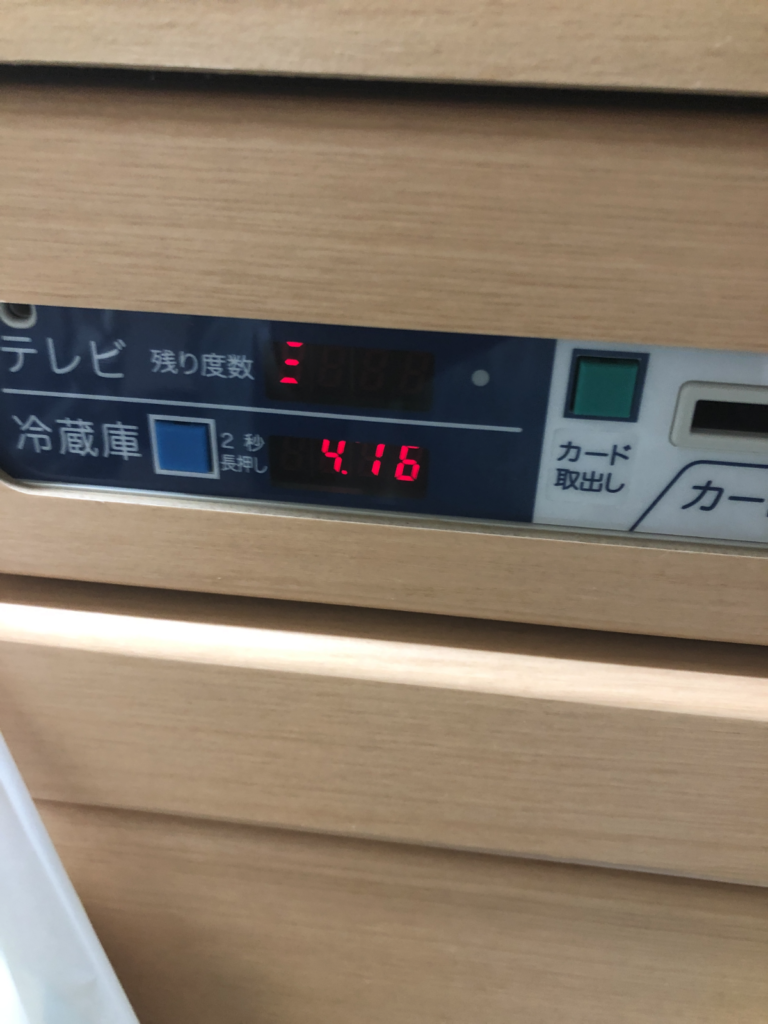 テレビ 残り度数
冷蔵庫 2秒
長押し 4.16
カード
取出し
カー